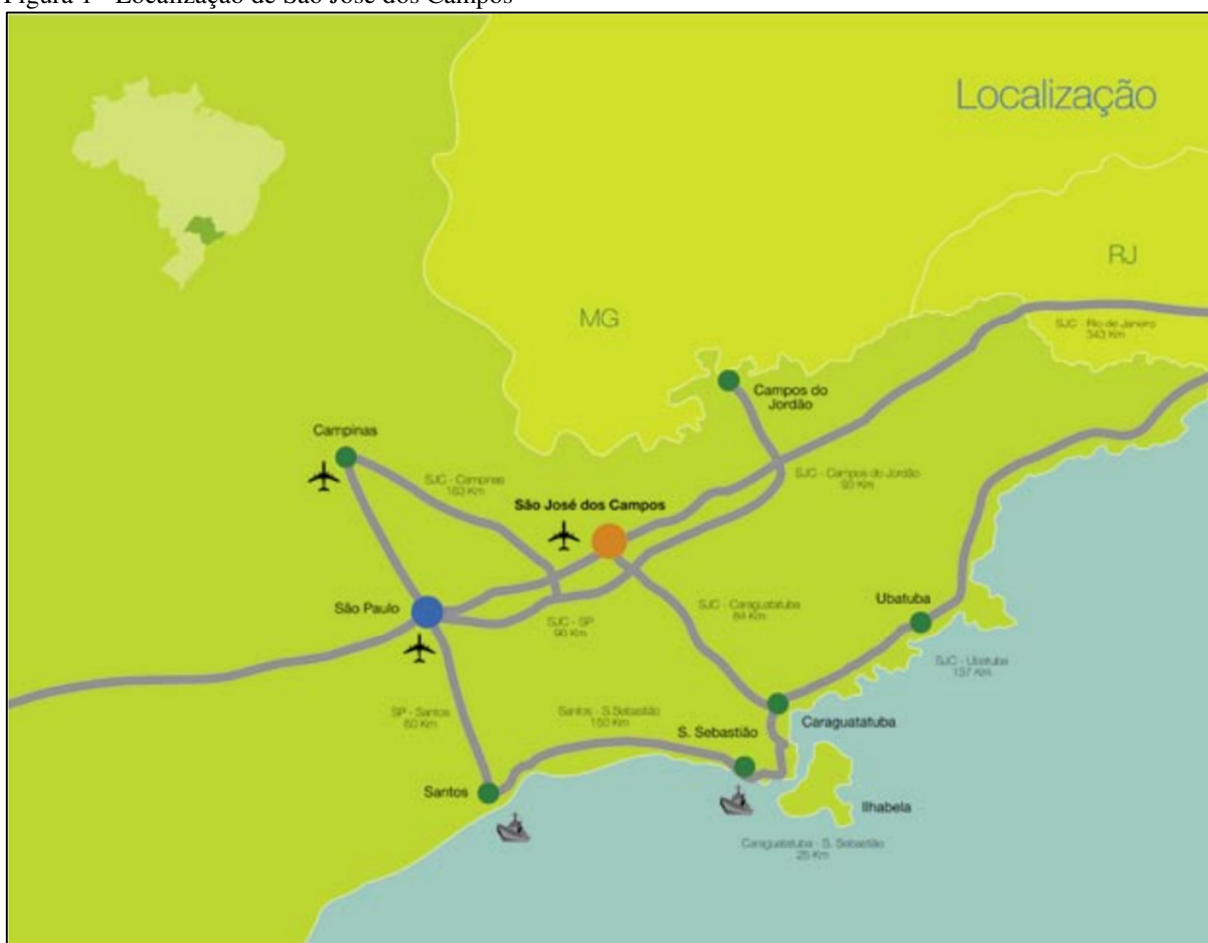 Figura 1 - Localização de São José dos Campos
Localização
RJ
MG
SJC - Rio de Janeiro
343 Km
Campos do
Jordão
Campinas
SJC - Campinas
SJC - Campos do Jordão
São José dos Campos
São Paulo
SJC - SP
SJC - Caraguatatuba
84 Km
Ubatuba
SJC - Ubatuba
137 Km
SP - Santos
60 Km
Santos - S.Sebastião
150 Km
S. Sebastião
Caraguatatuba
Santos
Ilhabela
Caraguatatuba - S. Sebastião
25 Km